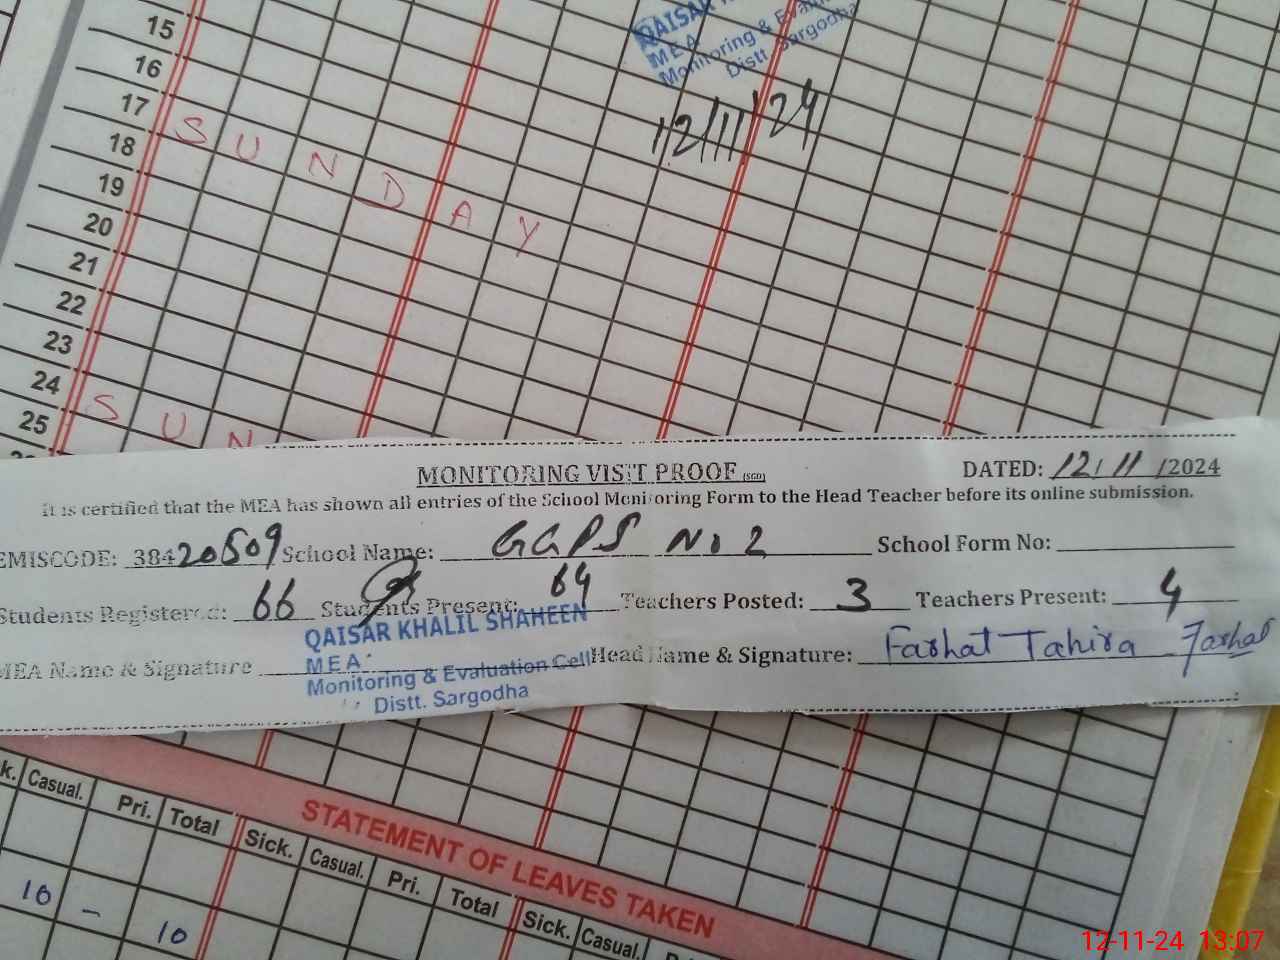 15
16
17
18
19
20
21
22
23
24
25
QAISAR
MEA
Monitoring & Eval
Distt. Sargodha
12/11/24
S U N D A Y
S U N
MONITORING VISIT PROOF (SGD)
DATED: 12/11/2024
It is certified that the MEA has shown all entries of the School Monitoring Form to the Head Teacher before its online submission.
EMISCODE: 38420509 School Name: GGPS No 2 School Form No:
Students Registered: 66 Students Present: 64 Teachers Posted: 3 Teachers Present: 4
MEA Name & Signature Head Name & Signature: Farhat Tahira Farhat
QAISAR KHALIL SHAHEEN
MEA
Monitoring & Evaluation Cell
Distt. Sargodha
STATEMENT OF LEAVES TAKEN
k. Casual. Pri. Total Sick. Casual. Pri. Total Sick. Casual.
10 – 10
12-11-24 13:07